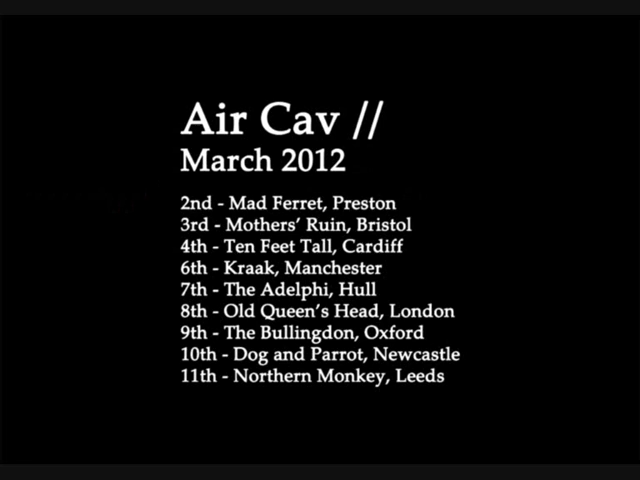 Air Cav //
March 2012
2nd - Mad Ferret, Preston
3rd - Mothers’ Ruin, Bristol
4th - Ten Feet Tall, Cardiff
6th - Kraak, Manchester
7th - The Adelphi, Hull
8th - Old Queen’s Head, London
9th - The Bullingdon, Oxford
10th - Dog and Parrot, Newcastle
11th - Northern Monkey, Leeds